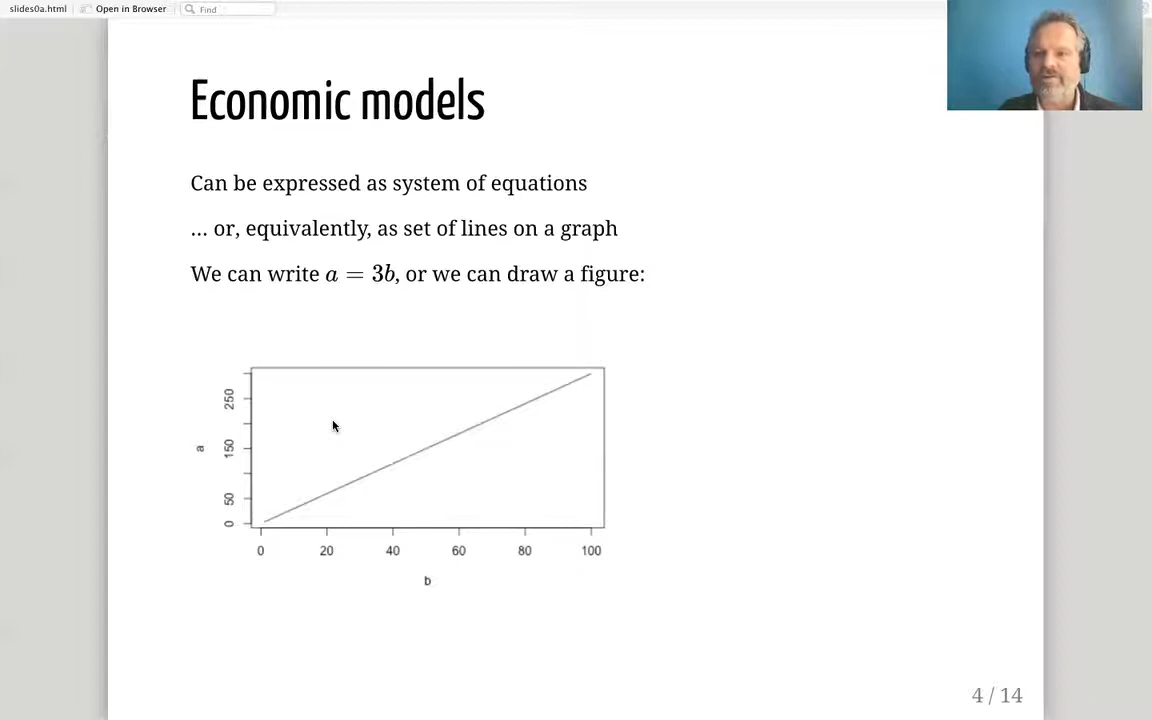 slides0a.html Open in Browser Find
Economic models
Can be expressed as system of equations
... or, equivalently, as set of lines on a graph
We can write a = 3b, or we can draw a figure:
250
150
50
0
a
0 20 40 60 80 100
b
4 / 14